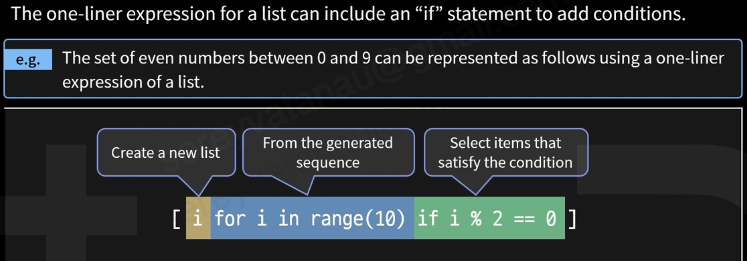 The one-liner expression for a list can include an “if” statement to add conditions.
e.g. The set of even numbers between 0 and 9 can be represented as follows using a one-liner
expression of a list.
Create a new list
From the generated
sequence
Select items that
satisfy the condition
[ i for i in range(10) if i % 2 == 0 ]